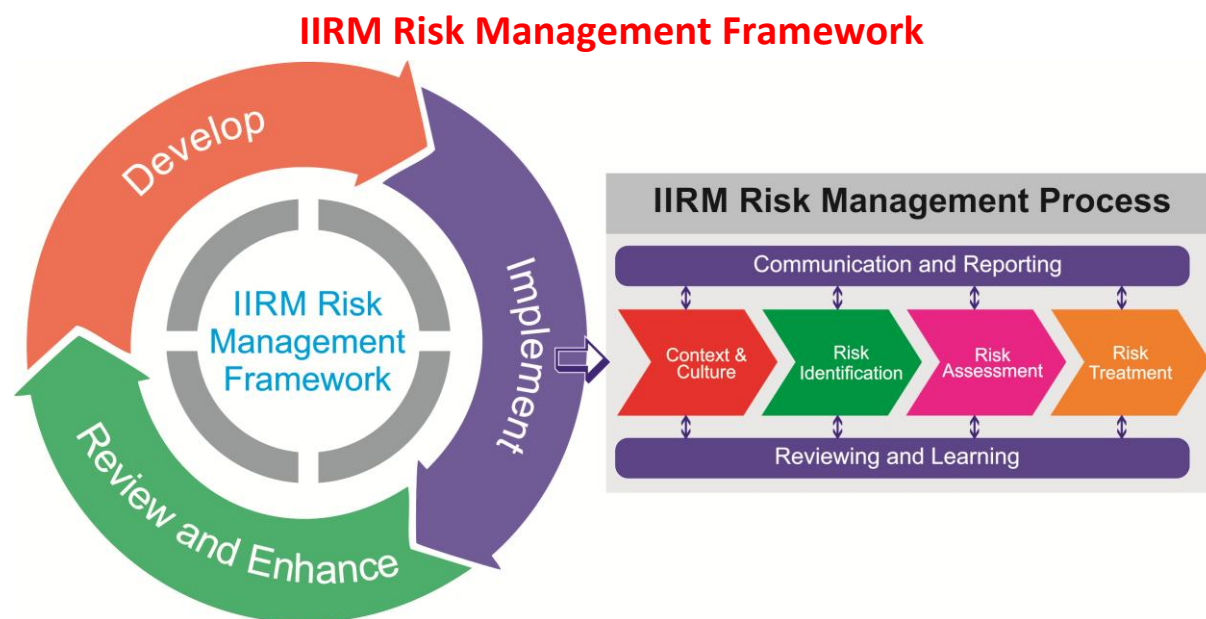 IIRM Risk Management Framework
Develop
Implement
Review and Enhance
IIRM Risk
Management
Framework
IIRM Risk Management Process
Communication and Reporting
Context &
Culture
Risk
Identification
Risk
Assessment
Risk
Treatment
Reviewing and Learning